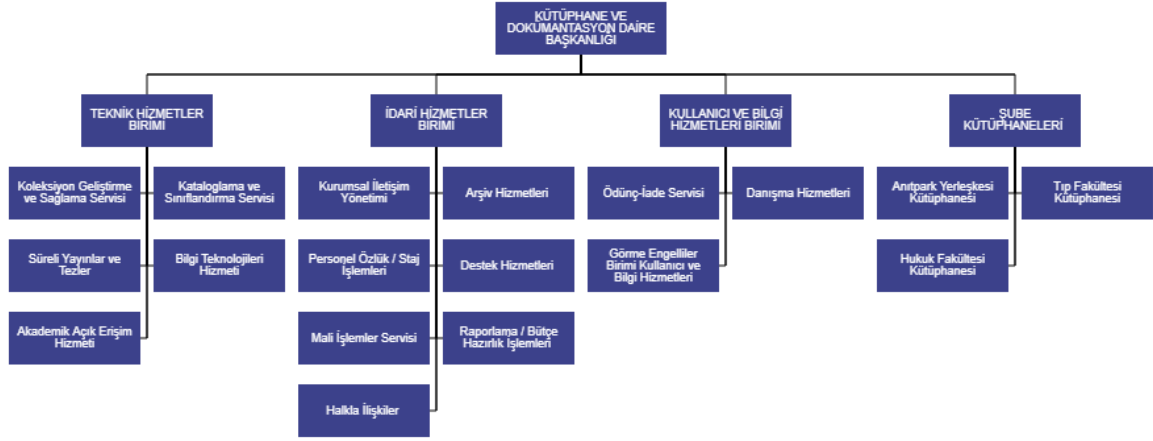 KÜTÜPHANE VE
DOKÜMANTASYON DAİRE
BAŞKANLIĞI
TEKNİK HİZMETLER
BİRİMİ
İDARİ HİZMETLER
BİRİMİ
KULLANICI VE BİLGİ
HİZMETLERİ BİRİMİ
ŞUBE
KÜTÜPHANELERİ
Koleksiyon Geliştirme
ve Sağlama Servisi
Kataloglama ve
Sınıflandırma Servisi
Kurumsal İletişim
Yönetimi
Arşiv Hizmetleri
Ödünç-İade Servisi
Danışma Hizmetleri
Anıtpark Yerleşkesi
Kütüphanesi
Tıp Fakültesi
Kütüphanesi
Süreli Yayınlar ve
Tezler
Bilgi Teknolojileri
Hizmeti
Personel Özlük / Staj
İşlemleri
Destek Hizmetleri
Görme Engelliler
Birimi Kullanıcı ve
Bilgi Hizmetleri
Hukuk Fakültesi
Kütüphanesi
Akademik Açık Erişim
Hizmeti
Mali İşlemler Servisi
Raporlama / Bütçe
Hazırlık İşlemleri
Halkla İlişkiler